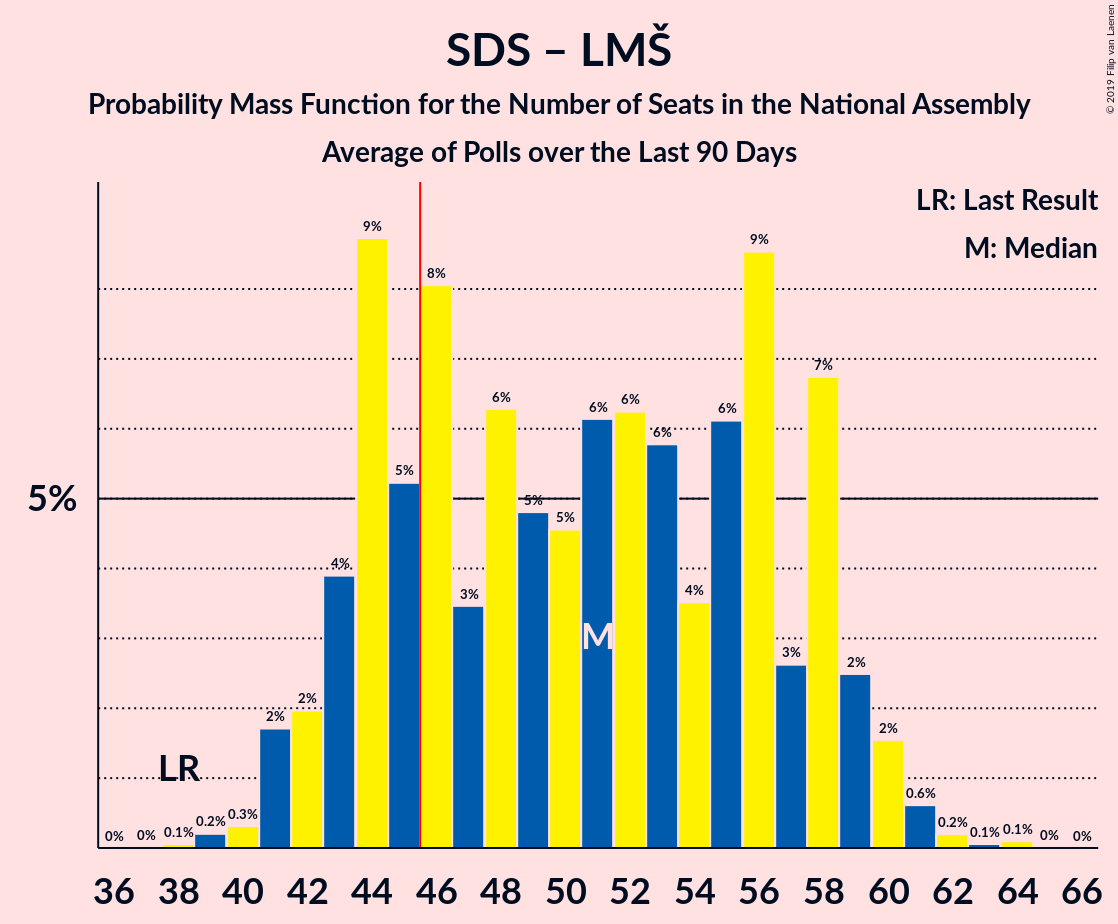 SDS – LMŠ
Probability Mass Function for the Number of Seats in the National Assembly
Average of Polls over the Last 90 Days
© 2019 Filip van Laenen
LR: Last Result
M: Median
5%
0% 0% 0.1% 0.2% 0.3% 2% 2% 4% 9% 5% 8% 3% 6% 5% 5% 6% 6% 6% 4% 6% 9% 3% 7% 2% 2% 0.6% 0.2% 0.1% 0.1% 0% 0%
LR
M
36 38 40 42 44 46 48 50 52 54 56 58 60 62 64 66